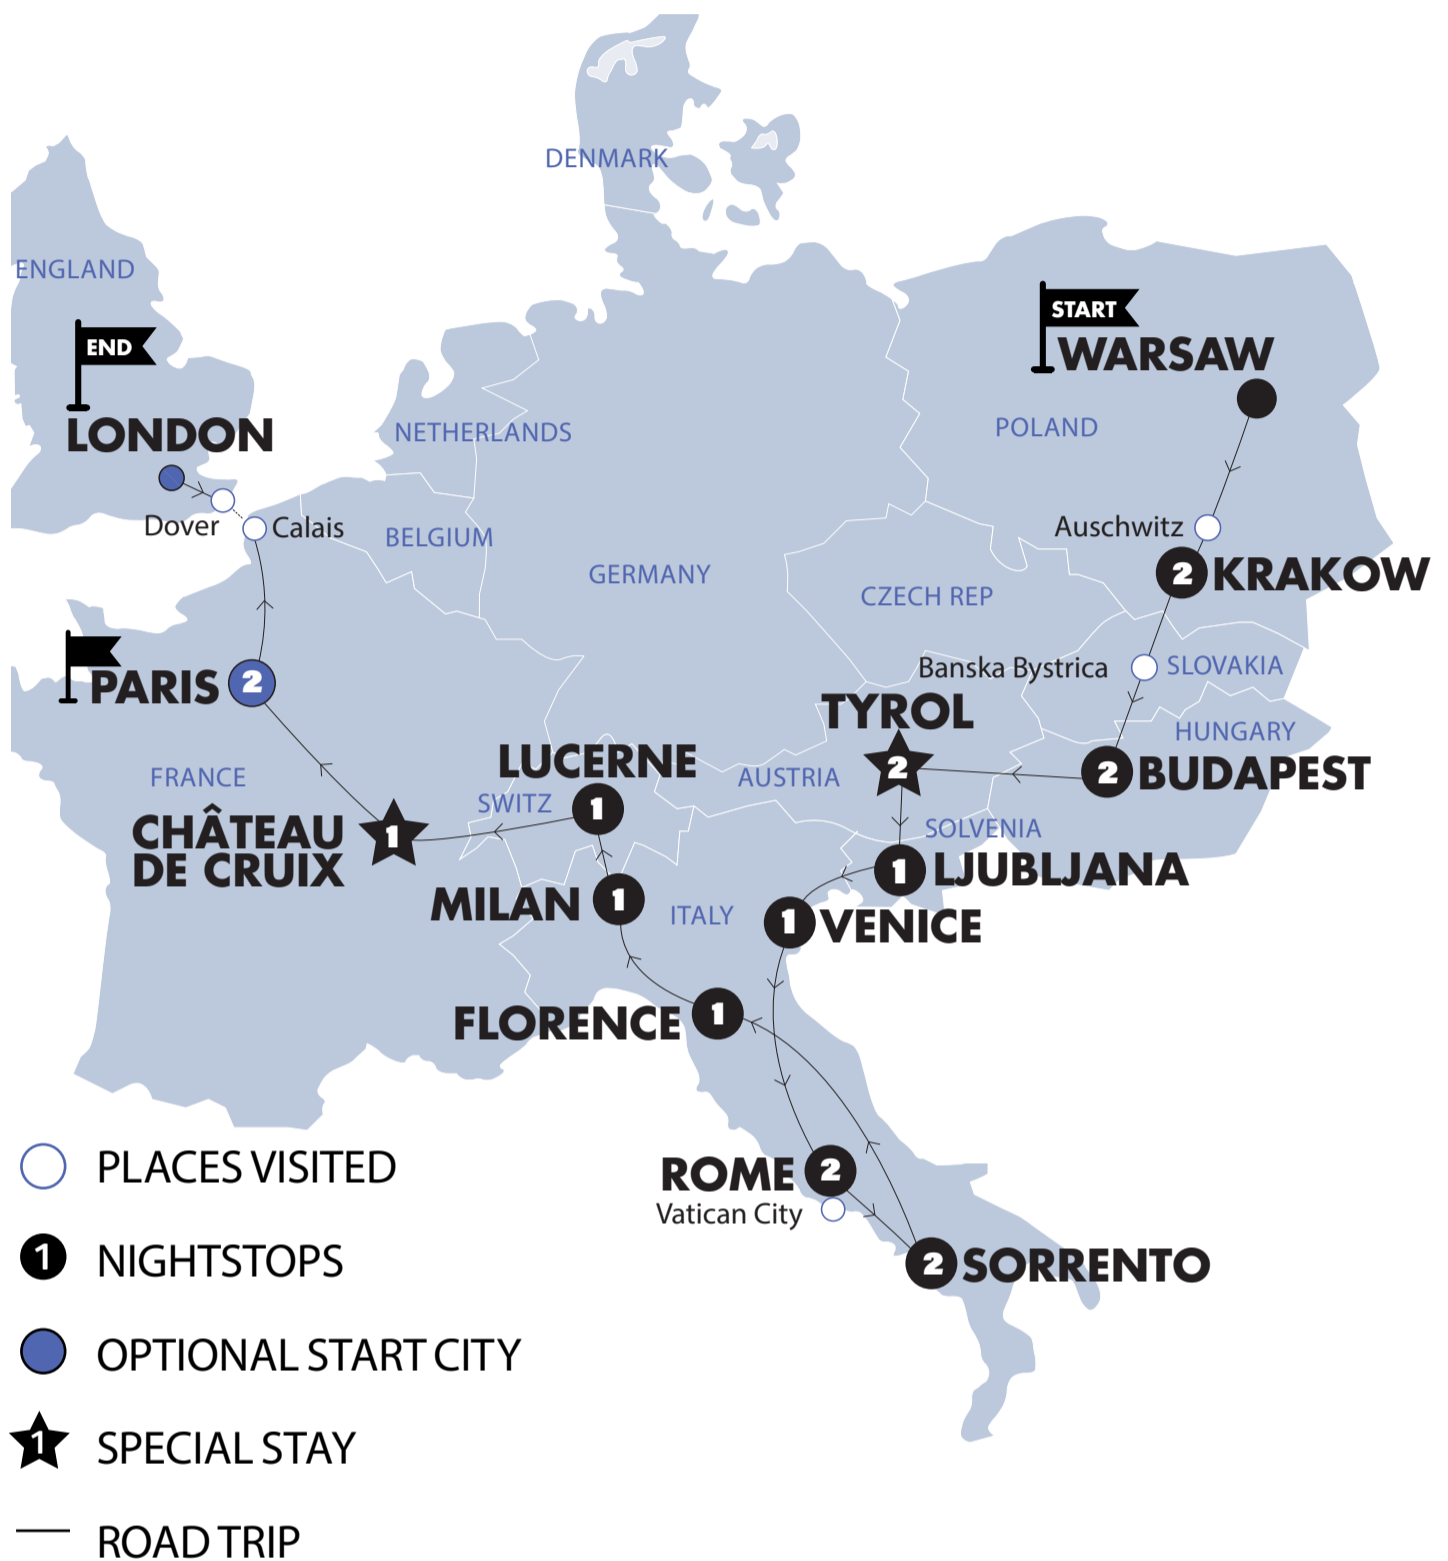 DENMARK
ENGLAND
START
WARSAW
END
LONDON
NETHERLANDS
POLAND
Dover
Calais
BELGIUM
Auschwitz
GERMANY
2
KRAKOW
CZECH REP
PARIS
2
Banska Bystrica
SLOVAKIA
TYROL
2
HUNGARY
LUCERNE
1
FRANCE
SWITZ
AUSTRIA
2
BUDAPEST
CHÂTEAU
DE CRUIX
1
SOLVENIA
1
LJUBLJANA
MILAN
1
ITALY
1
VENICE
FLORENCE
1
ROME
2
Vatican City
2
SORRENTO
PLACES VISITED
1
NIGHTSTOPS
OPTIONAL START CITY
1
SPECIAL STAY
ROAD TRIP